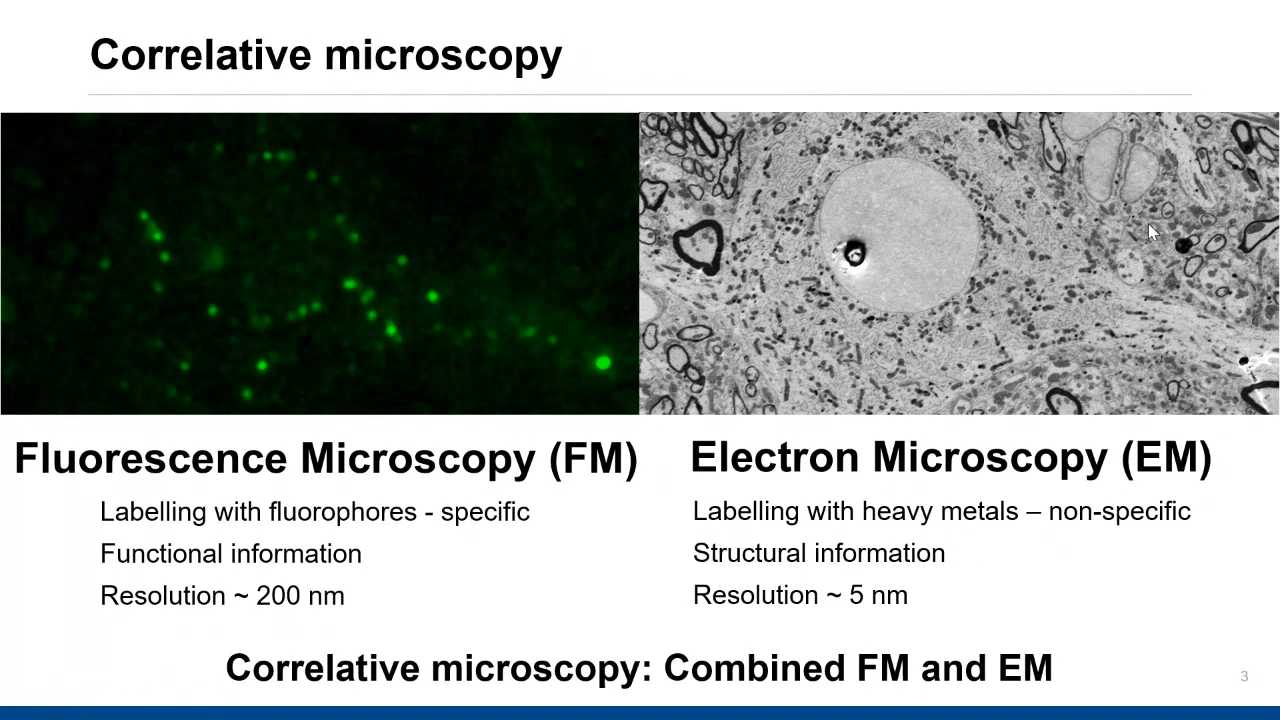 Correlative microscopy
Fluorescence Microscopy (FM)
Labelling with fluorophores - specific
Functional information
Resolution ~ 200 nm
Electron Microscopy (EM)
Labelling with heavy metals – non-specific
Structural information
Resolution ~ 5 nm
Correlative microscopy: Combined FM and EM
3